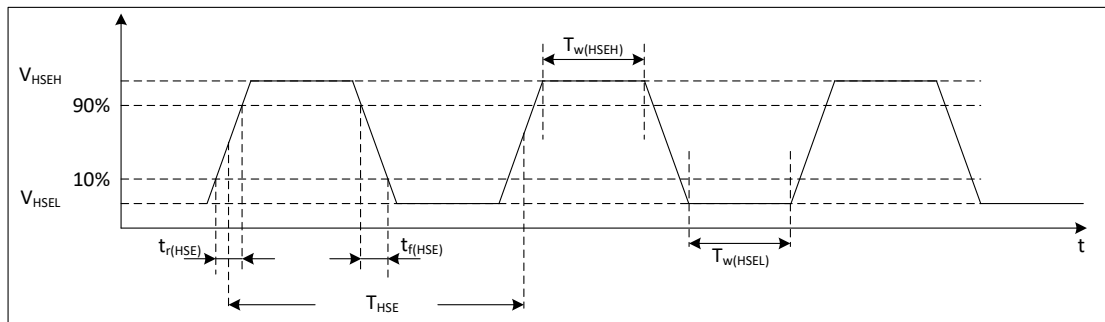 Tw(HSEH)
VHSEH
90%
10%
VHSEL
tr(HSE)
tf(HSE)
Tw(HSEL)
t
THSE